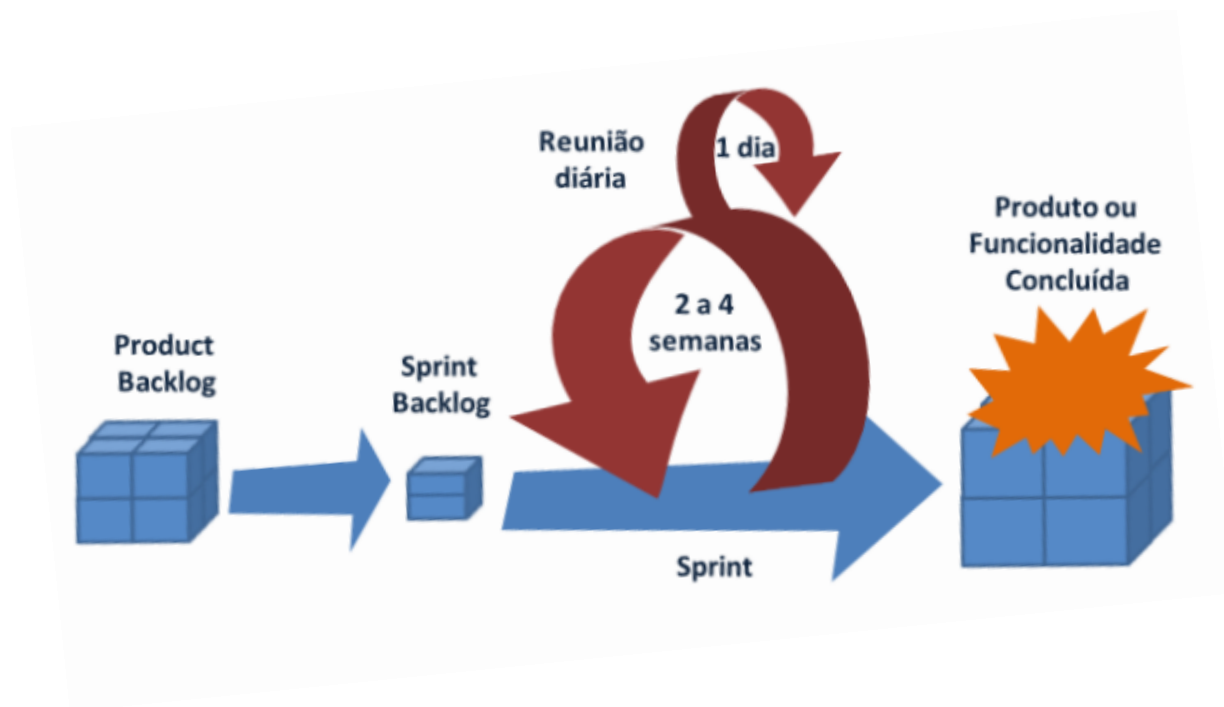 Product
Backlog
Sprint
Backlog
Reunião
diária
1 dia
2 a 4
semanas
Sprint
Produto ou
Funcionalidade
Concluída